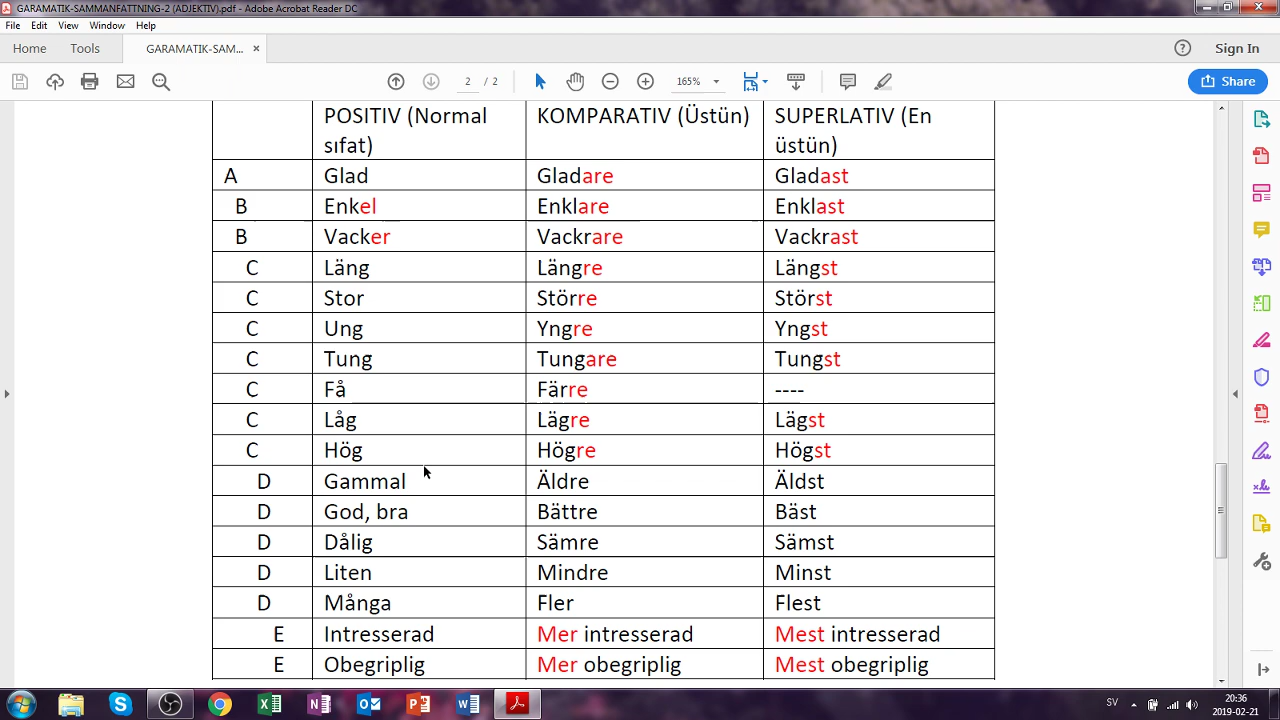 GARAMATIK-SAMMANFATTNING-2 (ADJEKTIV).pdf - Adobe Acrobat Reader DC
File Edit View Window Help
Home Tools GARAMATIK-SAM... × Sign In
2 / 2 165% Share
POSITIV (Normal sıfat) KOMPARATIV (Üstün) SUPERLATIV (En üstün)
A Glad Gladare Gladast
B Enkel Enklare Enklast
B Vacker Vackrare Vackrast
C Läng Längre Längst
C Stor Större Störst
C Ung Yngre Yngst
C Tung Tungare Tungst
C Få Färre ----
C Låg Lägre Lägst
C Hög Högre Högst
D Gammal Äldre Äldst
D God, bra Bättre Bäst
D Dålig Sämre Sämst
D Liten Mindre Minst
D Många Fler Flest
E Intresserad Mer intresserad Mest intresserad
E Obegriplig Mer obegriplig Mest obegriplig
SV 20:36
2019-02-21